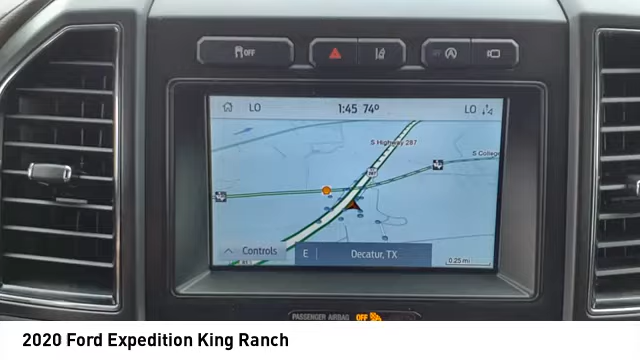 OFF
LO 1:45 74° LO
S Highway 287
S College
287
Controls E Decatur, TX 0.25 mi
PASSENGER AIRBAG OFF
2020 Ford Expedition King Ranch